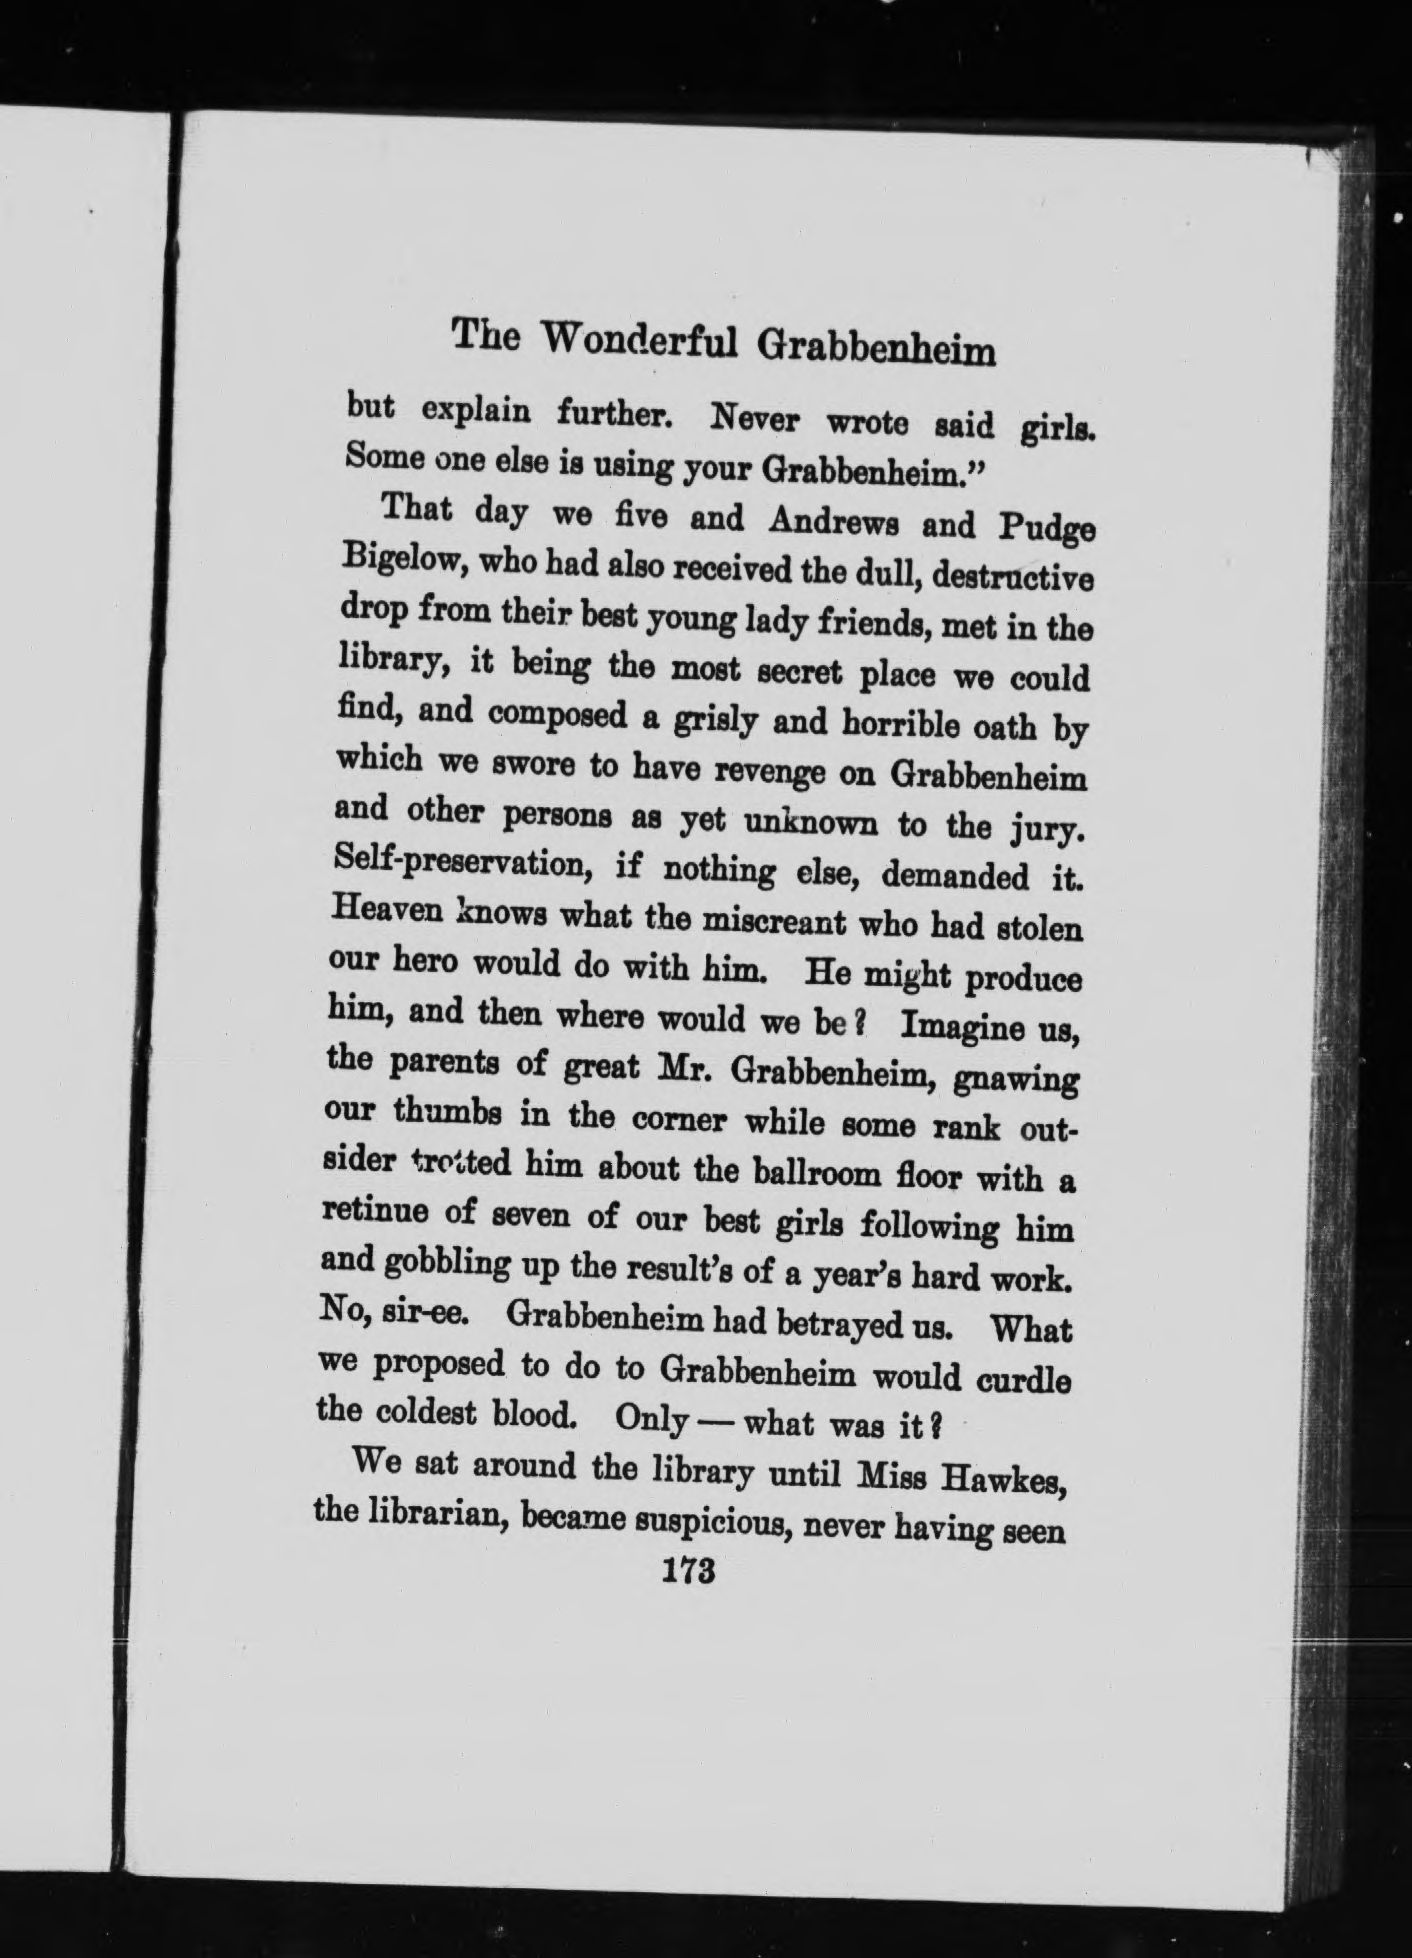 The Wonderful Grabbenheim
but explain further. Never wrote said girls.
Some one else is using your Grabbenheim.”
That day we five and Andrews and Pudge
Bigelow, who had also received the dull, destructive
drop from their best young lady friends, met in the
library, it being the most secret place we could
find, and composed a grisly and horrible oath by
which we swore to have revenge on Grabbenheim
and other persons as yet unknown to the jury.
Self-preservation, if nothing else, demanded it.
Heaven knows what the miscreant who had stolen
our hero would do with him. He might produce
him, and then where would we be? Imagine us,
the parents of great Mr. Grabbenheim, gnawing
our thumbs in the corner while some rank out-
sider trotted him about the ballroom floor with a
retinue of seven of our best girls following him
and gobbling up the result’s of a year’s hard work.
No, sir-ee. Grabbenheim had betrayed us. What
we proposed to do to Grabbenheim would curdle
the coldest blood. Only — what was it?
We sat around the library until Miss Hawkes,
the librarian, became suspicious, never having seen
173